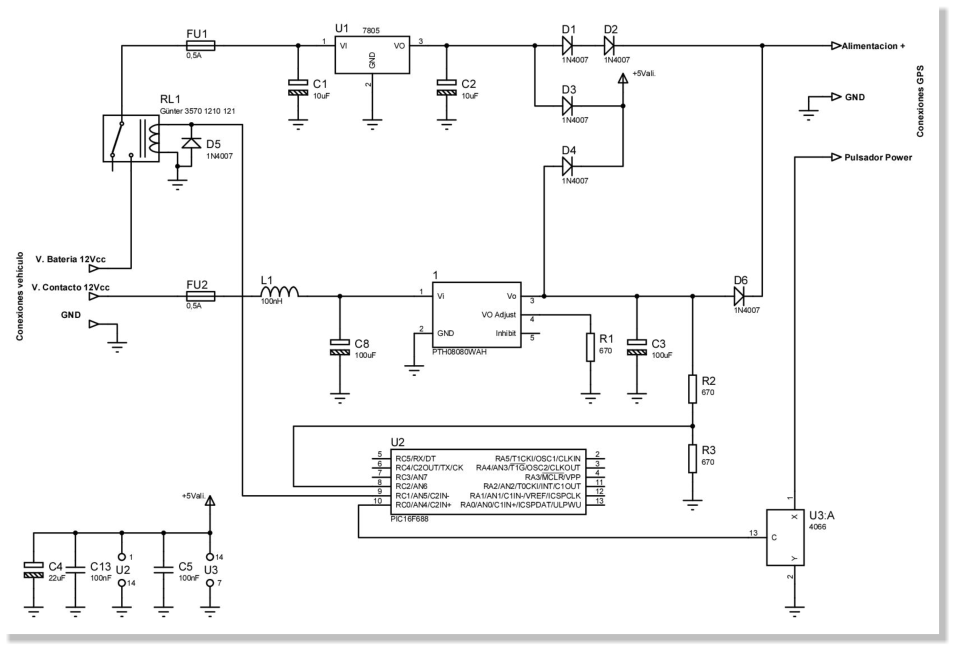 FU1
0,5A
U1
7805
1
VI
VO
3
GND
2
C1
10uF
C2
10uF
D1
1N4007
D2
1N4007
+5Vali.
D3
1N4007
D4
1N4007
Alimentacion +
GND
Pulsador Power
Conexiones GPS
RL1
Günter 3570 1210 121
D5
1N4007
Conexiones vehiculo
V. Bateria 12Vcc
V. Contacto 12Vcc
GND
FU2
0,5A
L1
100nH
C8
100uF
1
1
Vi
Vo
3
VO Adjust
4
2
GND
Inhibit
5
PTH08080WAH
R1
670
C3
100uF
D6
1N4007
R2
670
R3
670
U2
5
RC5/RX/DT
RA5/T1CKI/OSC1/CLKIN
2
6
RC4/C2OUT/TX/CK
RA4/AN3/T1G/OSC2/CLKOUT
3
7
RC3/AN7
RA3/MCLR/VPP
4
8
RC2/AN6
RA2/AN2/T0CKI/INT/C1OUT
11
9
RC1/AN5/C2IN-
RA1/AN1/C1IN-/VREF/ICSPCLK
12
10
RC0/AN4/C2IN+
RA0/AN0/C1IN+/ICSPDAT/ULPWU
13
PIC16F688
1
X
U3:A
4066
13
C
Y
2
+5Vali.
C4
22uF
C13
100nF
1
U2
14
C5
100nF
14
U3
7